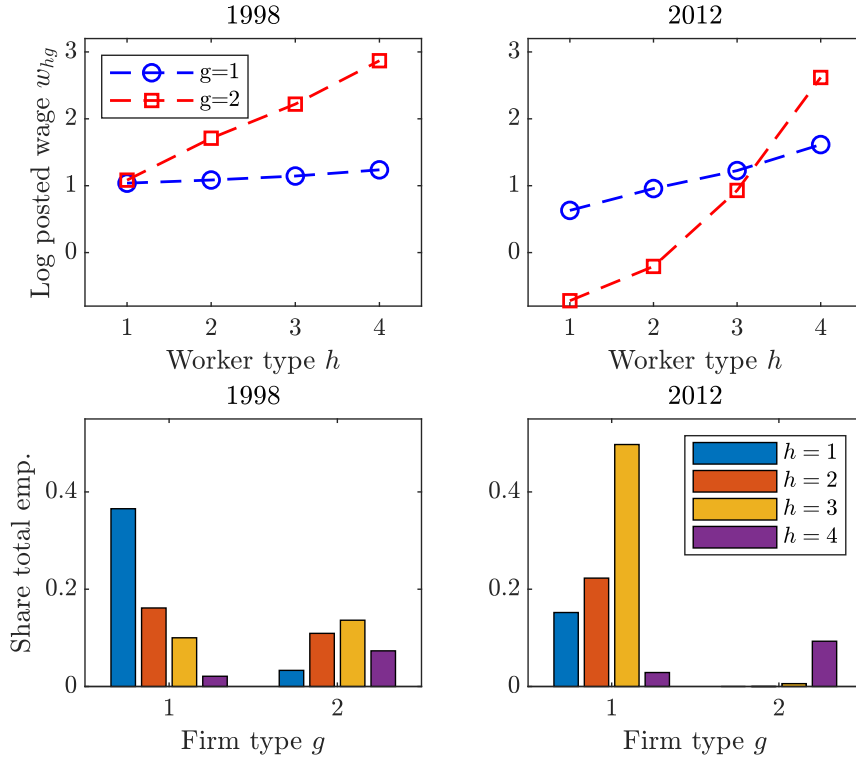 1998
Log posted wage w_{hg}
3
2
1
0
g=1
g=2
1 2 3 4
Worker type h
2012
3
2
1
0
1 2 3 4
Worker type h
1998
Share total emp.
0.4
0.2
0
1 2
Firm type g
2012
0.4
0.2
0
h = 1
h = 2
h = 3
h = 4
1 2
Firm type g